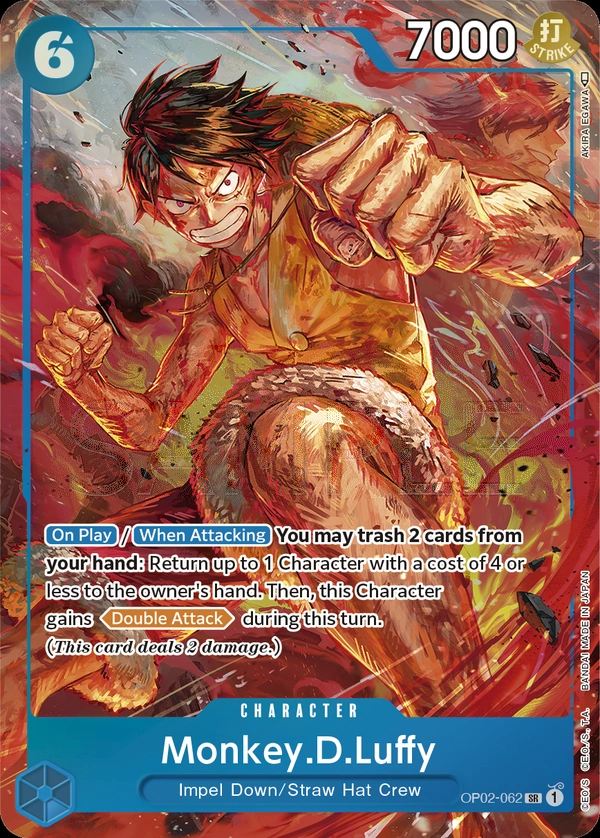 6
7000
打
STRIKE
AKIRA EGAWA
SAMPLE
On Play / When Attacking You may trash 2 cards from
your hand: Return up to 1 Character with a cost of 4 or
less to the owner's hand. Then, this Character
gains Double Attack during this turn.
(This card deals 2 damage.)
©E.O/S ©E.O./S., T.A. BANDAI MADE IN JAPAN
CHARACTER
Monkey.D.Luffy
Impel Down/Straw Hat Crew
OP02-062 SR 1